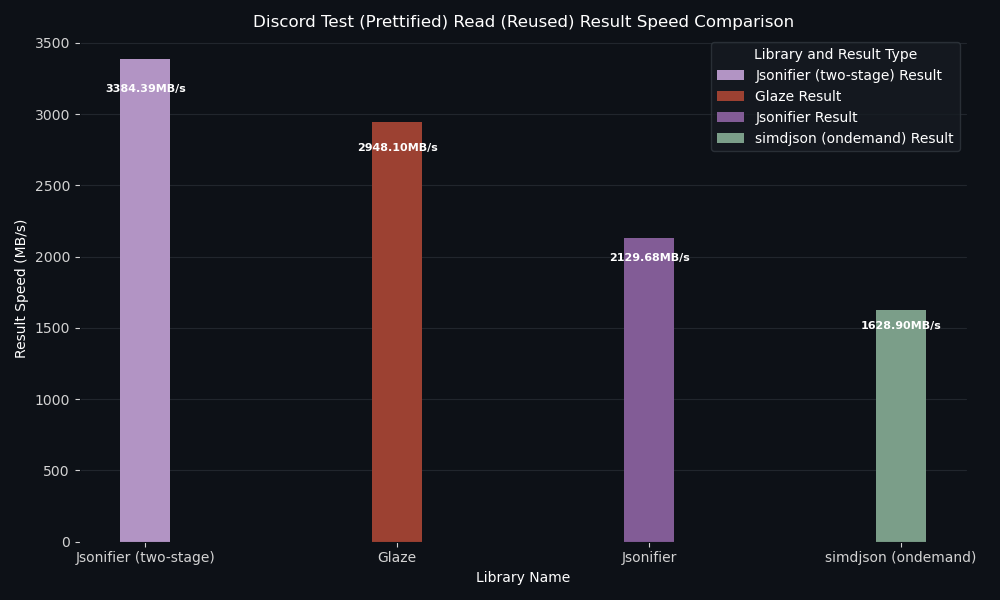 Discord Test (Prettified) Read (Reused) Result Speed Comparison
Library and Result Type
Jsonifier (two-stage) Result
Glaze Result
Jsonifier Result
simdjson (ondemand) Result
Result Speed (MB/s)
3500
3000
2500
2000
1500
1000
500
0
3384.39MB/s
2948.10MB/s
2129.68MB/s
1628.90MB/s
Jsonifier (two-stage)
Glaze
Jsonifier
simdjson (ondemand)
Library Name